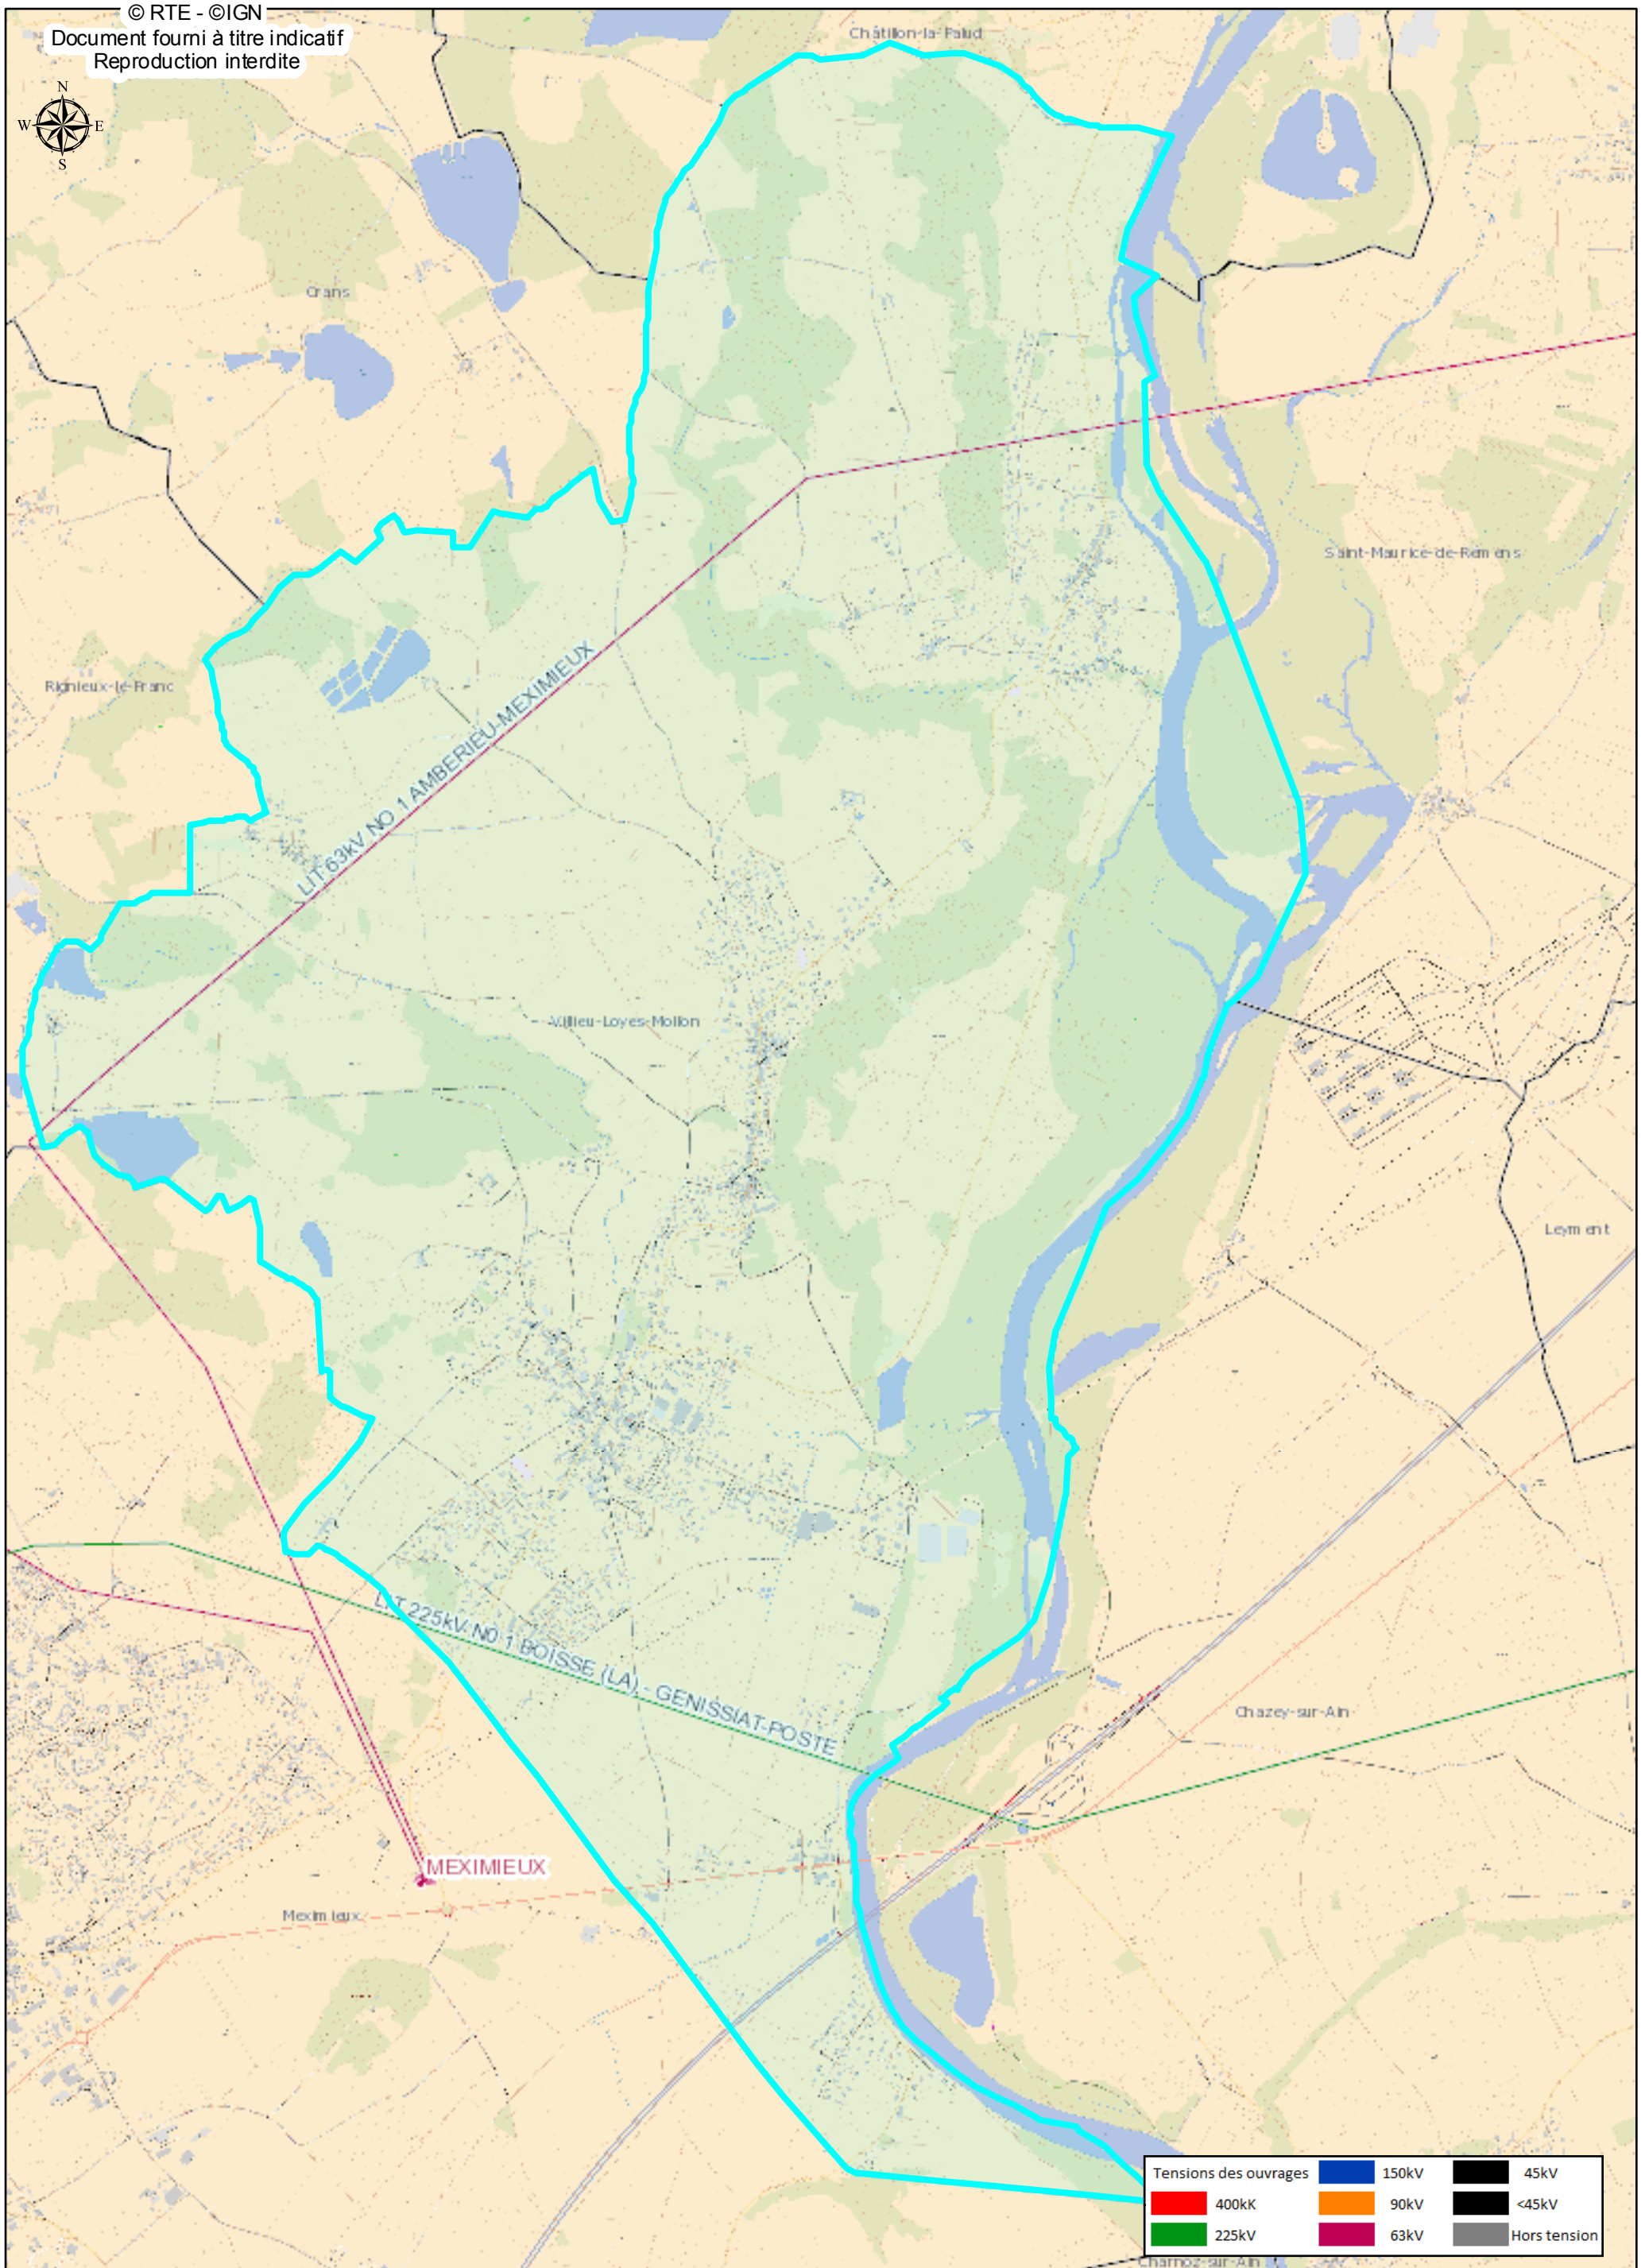 © RTE - ©IGN
Document fourni à titre indicatif
Reproduction interdite
N
W
E
S
Châtillon-la-Palud
Crans
Saint-Maurice-de-Remens
Rignieux-le-Franc
LIT 63kV NO 1 AMBERIEU-MEXIMIEUX
Villieu-Loyes-Mollon
Leyment
LIT 225kV N0 1 BOISSE (LA) - GENISSIAT-POSTE
Chazey-sur-Ain
MEXIMIEUX
Meximieux
Tensions des ouvrages
150kV
45kV
400kK
90kV
<45kV
225kV
63kV
Hors tension
Charnoz-sur-Ain